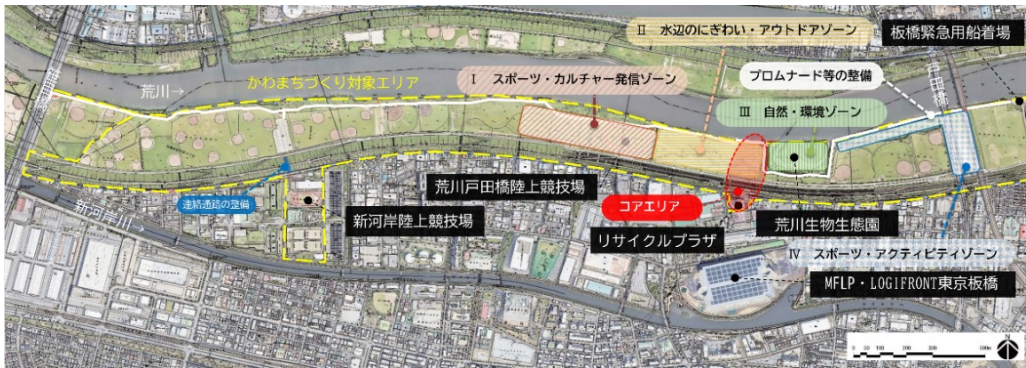 II 水辺のにぎわい・アウトドアゾーン
板橋緊急用船着場
荒川→
かわまちづくり対象エリア
I スポーツ・カルチャー発信ゾーン
プロムナード等の整備
戸田橋
III 自然・環境ゾーン
荒川戸田橋陸上競技場
連絡通路の整備
新河岸陸上競技場
コアエリア
リサイクルプラザ
荒川生物生態園
新河岸川→
IV スポーツ・アクティビティゾーン
MFLP・LOGIFRONT東京板橋